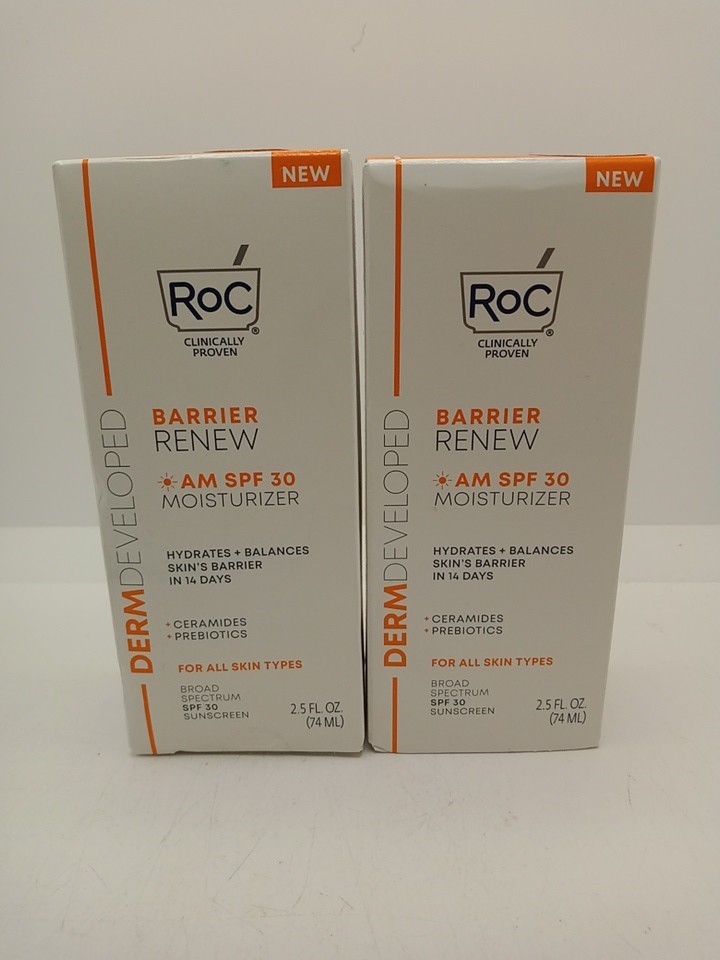 NEW
RoC®
CLINICALLY
PROVEN
BARRIER
RENEW
AM SPF 30
MOISTURIZER
HYDRATES + BALANCES
SKIN'S BARRIER
IN 14 DAYS
+ CERAMIDES
+ PREBIOTICS
FOR ALL SKIN TYPES
BROAD
SPECTRUM
SPF 30
SUNSCREEN
2.5 FL. OZ.
(74 ML)
DERMDEVELOPED
NEW
RoC®
CLINICALLY
PROVEN
BARRIER
RENEW
AM SPF 30
MOISTURIZER
HYDRATES + BALANCES
SKIN'S BARRIER
IN 14 DAYS
+ CERAMIDES
+ PREBIOTICS
FOR ALL SKIN TYPES
BROAD
SPECTRUM
SPF 30
SUNSCREEN
2.5 FL. OZ.
(74 ML)
DERMDEVELOPED